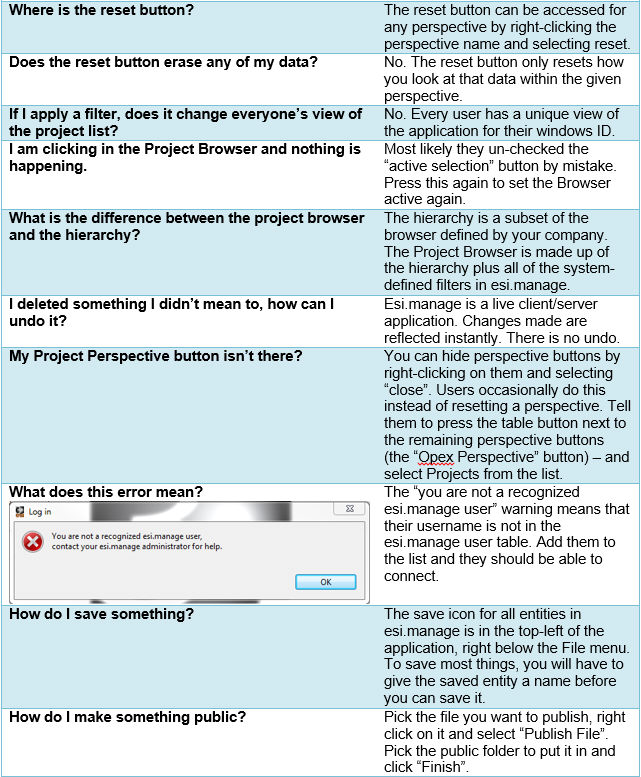 Where is the reset button?
The reset button can be accessed for
any perspective by right-clicking the
perspective name and selecting reset.
Does the reset button erase any of my data?
No. The reset button only resets how
you look at that data within the given
perspective.
If I apply a filter, does it change everyone’s view of
the project list?
No. Every user has a unique view of
the application for their windows ID.
I am clicking in the Project Browser and nothing is
happening.
Most likely they un-checked the
“active selection” button by mistake.
Press this again to set the Browser
active again.
What is the difference between the project browser
and the hierarchy?
The hierarchy is a subset of the
browser defined by your company.
The Project Browser is made up of
the hierarchy plus all of the system-
defined filters in esi.manage.
I deleted something I didn’t mean to, how can I
undo it?
Esi.manage is a live client/server
application. Changes made are
reflected instantly. There is no undo.
My Project Perspective button isn’t there?
You can hide perspective buttons by
right-clicking on them and selecting
“close”. Users occasionally do this
instead of resetting a perspective. Tell
them to press the table button next to
the remaining perspective buttons
(the “Opex Perspective” button) – and
select Projects from the list.
What does this error mean?
Log in
You are not a recognized esi.manage user,
contact your esi.manage administrator for help.
OK
The “you are not a recognized
esi.manage user” warning means that
their username is not in the
esi.manage user table. Add them to
the list and they should be able to
connect.
How do I save something?
The save icon for all entities in
esi.manage is in the top-left of the
application, right below the File menu.
To save most things, you will have to
give the saved entity a name before
you can save it.
How do I make something public?
Pick the file you want to publish, right
click on it and select “Publish File”.
Pick the public folder to put it in and
click “Finish”.